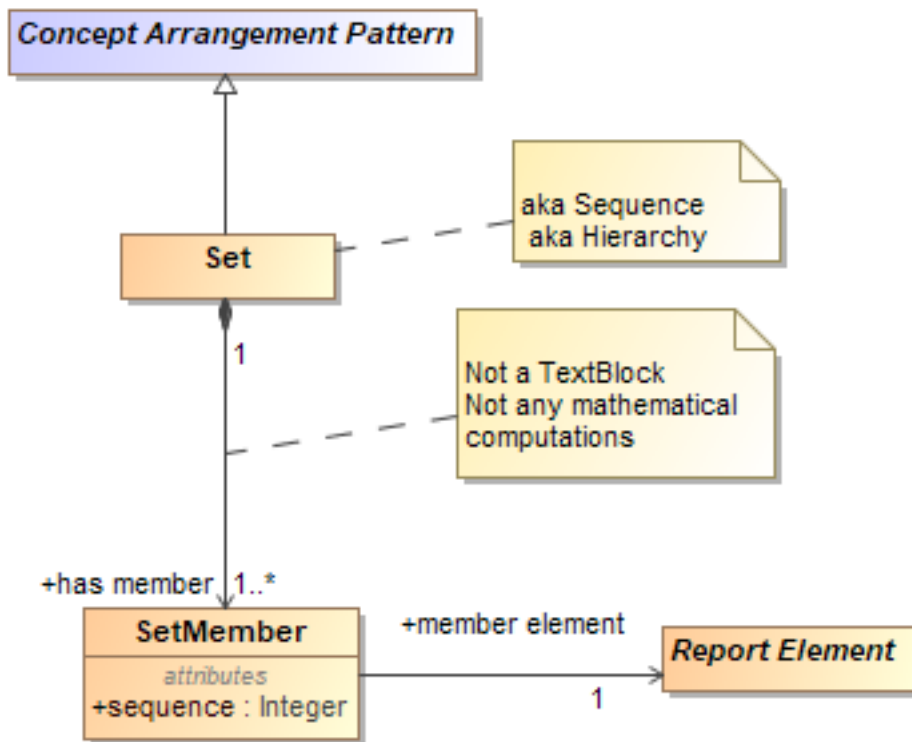 Concept Arrangement Pattern
aka Sequence
aka Hierarchy
Set
1
Not a TextBlock
Not any mathematical
computations
+has member
1..*
SetMember
attributes
+sequence : Integer
+member element
1
Report Element